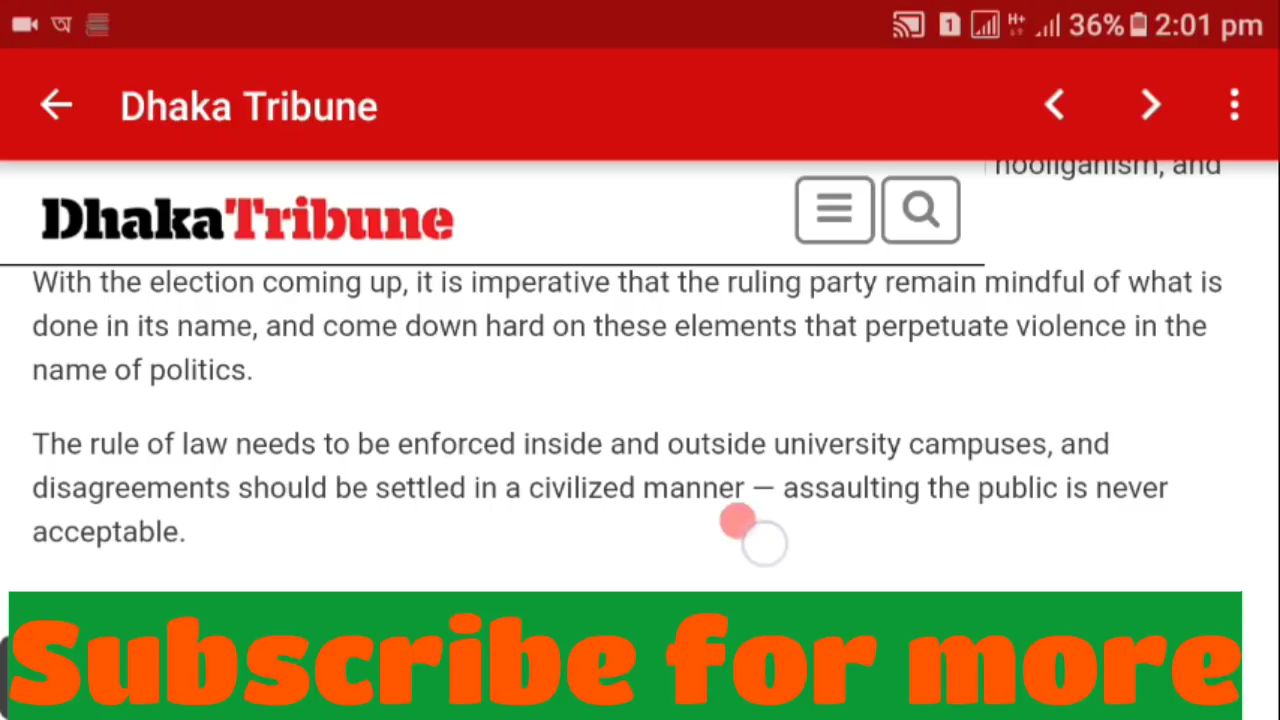 অ 1 H+ 36% 2:01 pm
Dhaka Tribune
hooliganism, and
DhakaTribune
With the election coming up, it is imperative that the ruling party remain mindful of what is
done in its name, and come down hard on these elements that perpetuate violence in the
name of politics.
The rule of law needs to be enforced inside and outside university campuses, and
disagreements should be settled in a civilized manner — assaulting the public is never
acceptable.
Subscribe for more